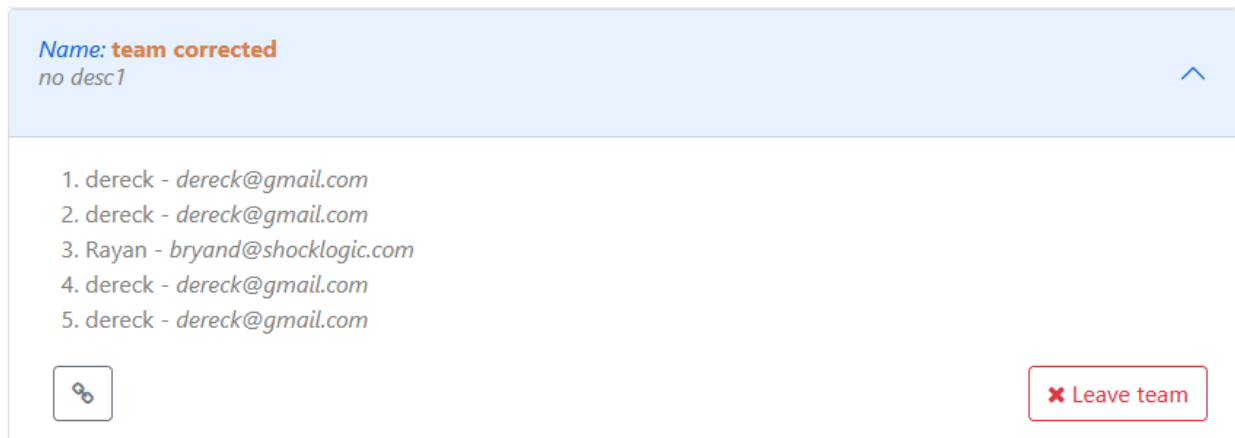 Name: team corrected
no desc1
1. dereck - dereck@gmail.com
2. dereck - dereck@gmail.com
3. Rayan - bryand@shocklogic.com
4. dereck - dereck@gmail.com
5. dereck - dereck@gmail.com
Leave team